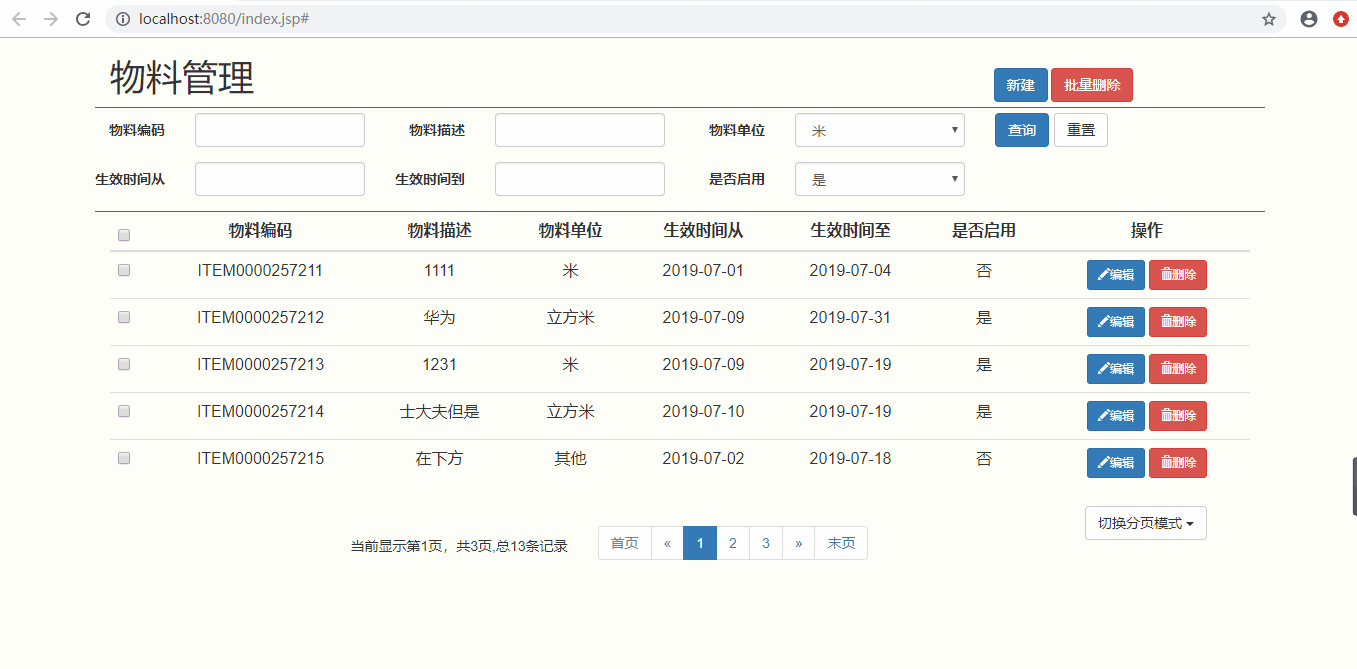 localhost:8080/index.jsp#
物料管理 新建 批量删除
物料编码 物料描述 物料单位 米 查询 重置
生效时间从 生效时间到 是否启用 是
物料编码 物料描述 物料单位 生效时间从 生效时间至 是否启用 操作
ITEM0000257211 1111 米 2019-07-01 2019-07-04 否 编辑 删除
ITEM0000257212 华为 立方米 2019-07-09 2019-07-31 是 编辑 删除
ITEM0000257213 1231 米 2019-07-09 2019-07-19 是 编辑 删除
ITEM0000257214 士大夫但是 立方米 2019-07-10 2019-07-19 是 编辑 删除
ITEM0000257215 在下方 其他 2019-07-02 2019-07-18 否 编辑 删除
切换分页模式
当前显示第1页，共3页,总13条记录 首页 « 1 2 3 » 末页